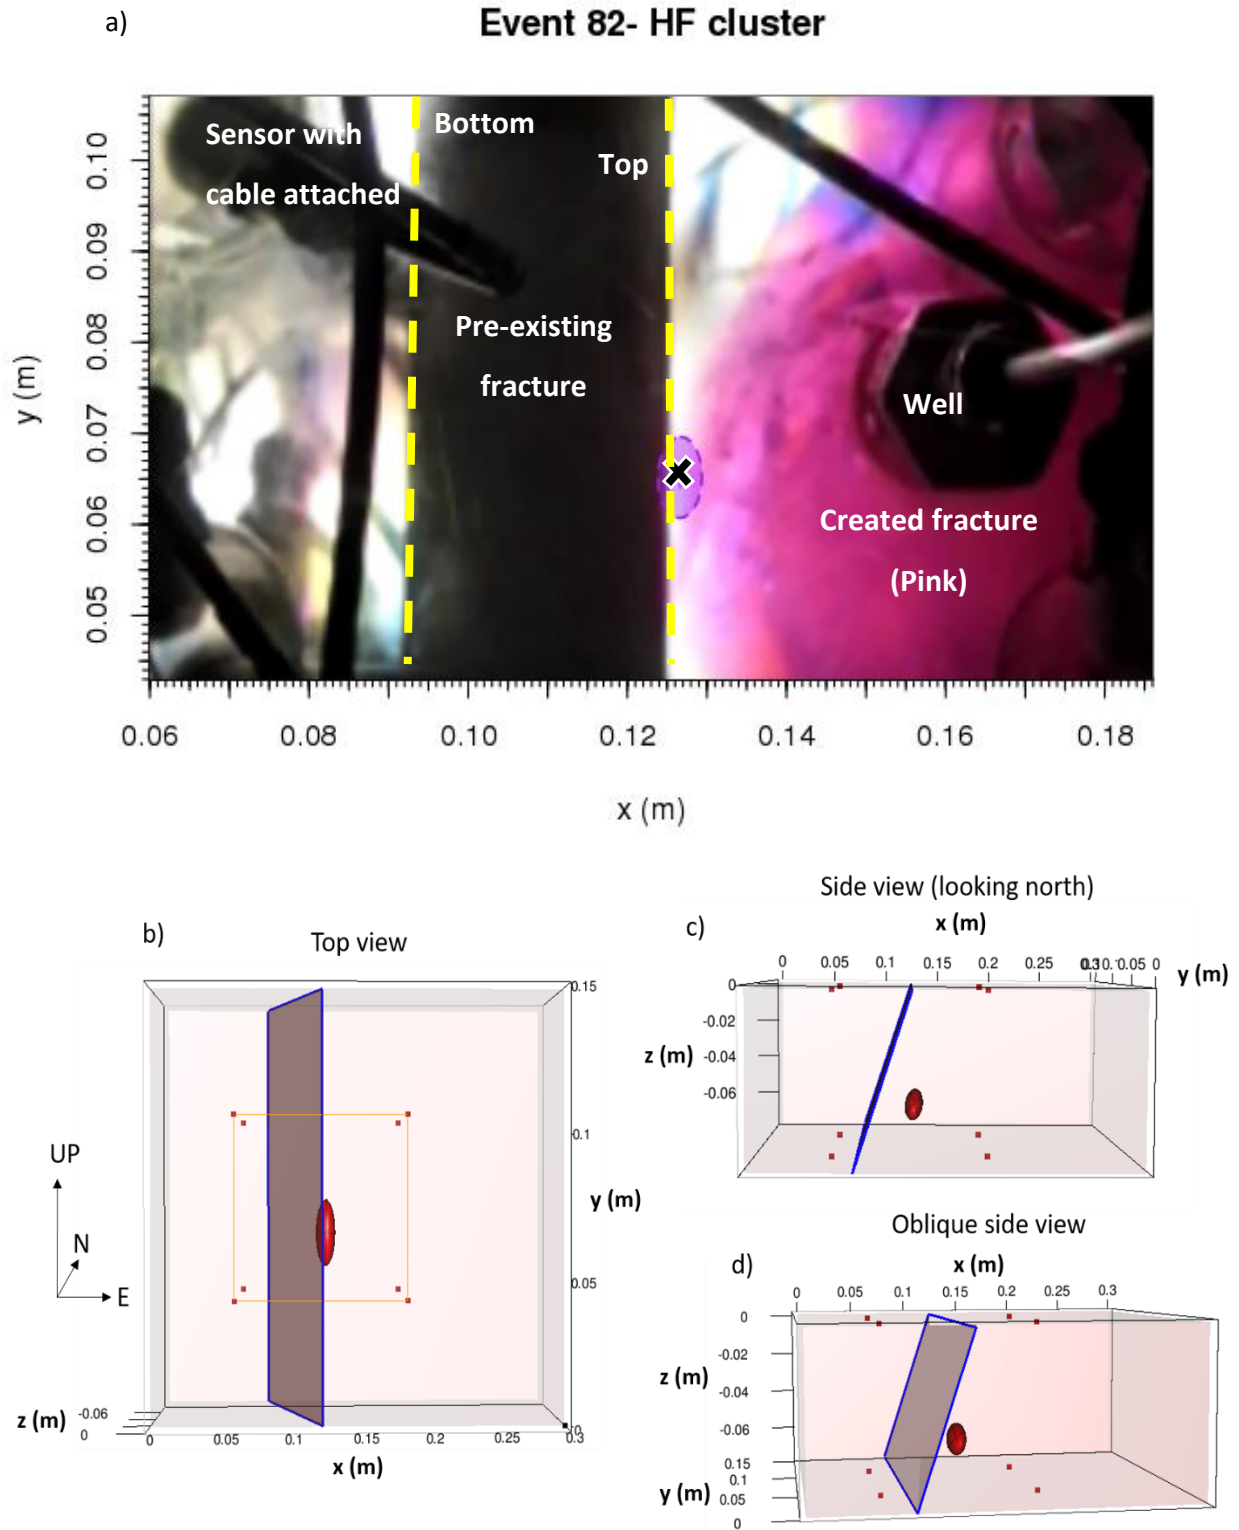 a)
Event 82- HF cluster
Sensor with
cable attached
Bottom
Top
Pre-existing
fracture
Well
Created fracture
(Pink)
0.10
0.09
0.08
0.07
0.06
0.05
y (m)
0.06 0.08 0.10 0.12 0.14 0.16 0.18
x (m)
b)
Top view
0.15
0.1
y (m)
0.05
0
UP
N
E
z (m)
-0.06
0
0 0.05 0.1 0.15 0.2 0.25 0.3
x (m)
Side view (looking north)
c)
x (m)
0 0.05 0.1 0.15 0.2 0.25 0.3 0.05 0
y (m)
z (m)
0
-0.02
-0.04
-0.06
Oblique side view
d)
x (m)
0 0.05 0.1 0.15 0.2 0.25 0.3
z (m)
0
-0.02
-0.04
-0.06
y (m)
0.15
0.1
0.05
0